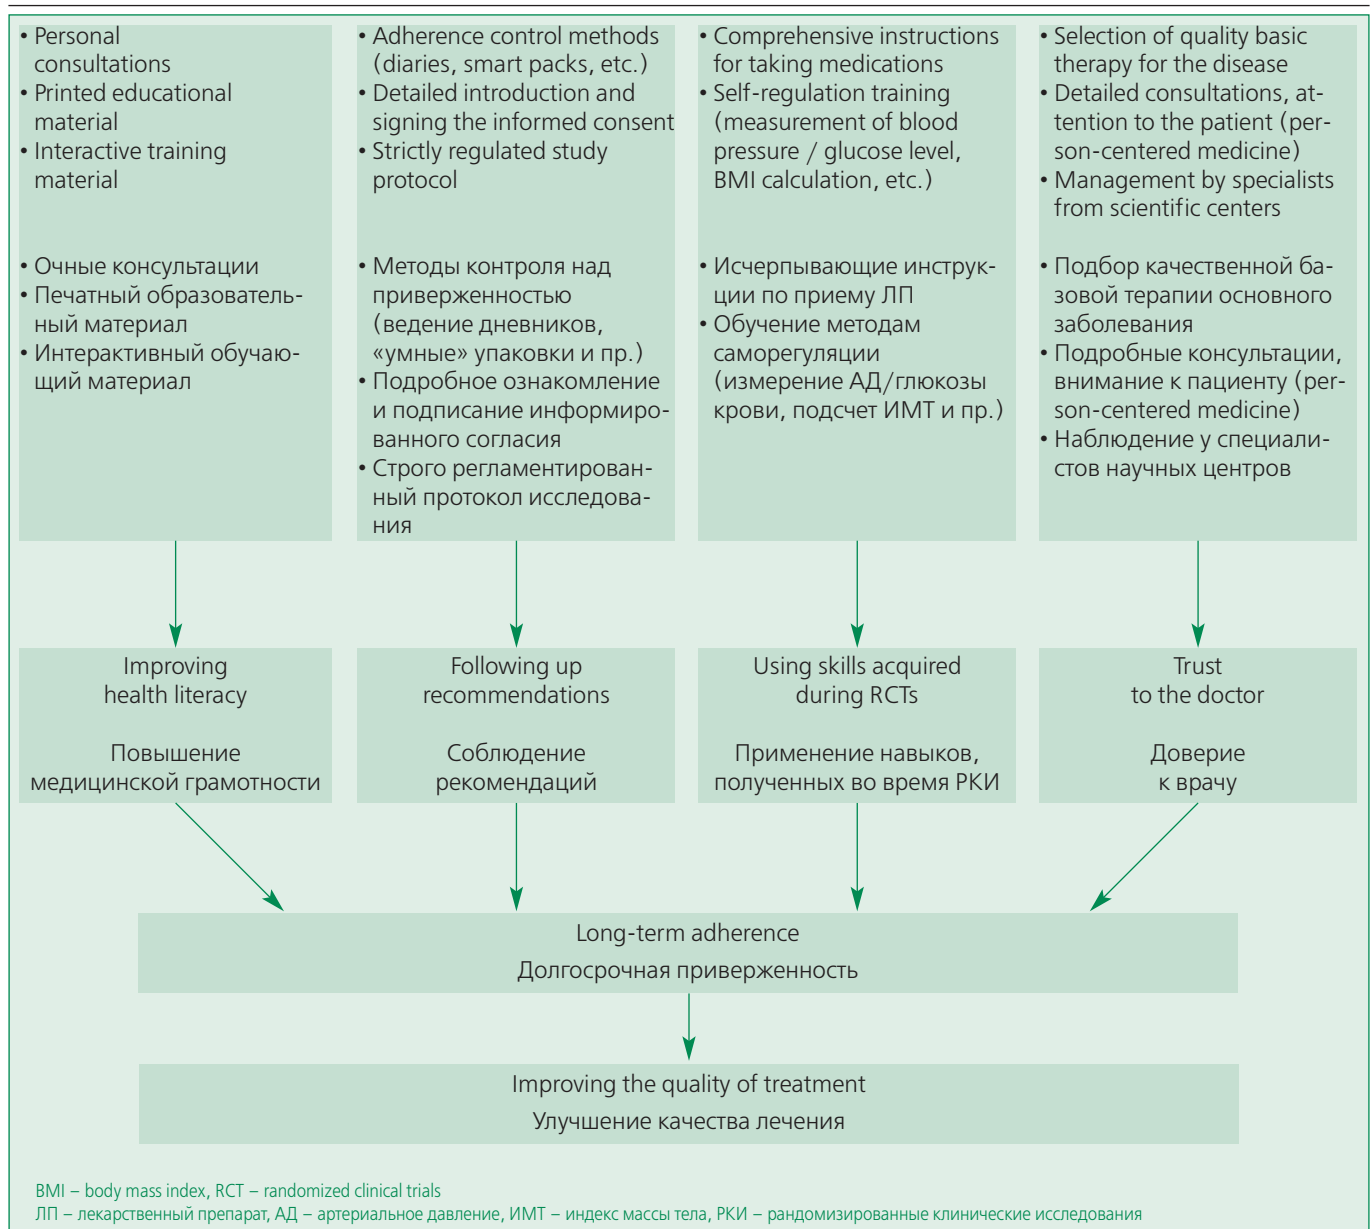 • Personal
consultations
• Printed educational
material
• Interactive training
material
• Очные консультации
• Печатный образователь-
ный материал
• Интерактивный обучаю-
щий материал
• Adherence control methods
(diaries, smart packs, etc.)
• Detailed introduction and
signing the informed consent
• Strictly regulated study
protocol
• Методы контроля над
приверженностью
(ведение дневников,
«умные» упаковки и пр.)
• Подробное ознакомление
и подписание информиро-
ванного согласия
• Строго регламентирован-
ный протокол исследова-
ния
• Comprehensive instructions
for taking medications
• Self-regulation training
(measurement of blood
pressure / glucose level,
BMI calculation, etc.)
• Исчерпывающие инструк-
ции по приему ЛП
• Обучение методам
саморегуляции
(измерение АД/глюкозы
крови, подсчет ИМТ и пр.)
• Selection of quality basic
therapy for the disease
• Detailed consultations, at-
tention to the patient (per-
son-centered medicine)
• Management by specialists
from scientific centers
• Подбор качественной ба-
зовой терапии основного
заболевания
• Подробные консультации,
внимание к пациенту (per-
son-centered medicine)
• Наблюдение у специали-
стов научных центров
Improving
health literacy
Повышение
медицинской грамотности
Following up
recommendations
Соблюдение
рекомендаций
Using skills acquired
during RCTs
Применение навыков,
полученных во время РКИ
Trust
to the doctor
Доверие
к врачу
Long-term adherence
Долгосрочная приверженность
Improving the quality of treatment
Улучшение качества лечения
BMI – body mass index, RCT – randomized clinical trials
ЛП – лекарственный препарат, АД – артериальное давление, ИМТ – индекс массы тела, РКИ – рандомизированные клинические исследования